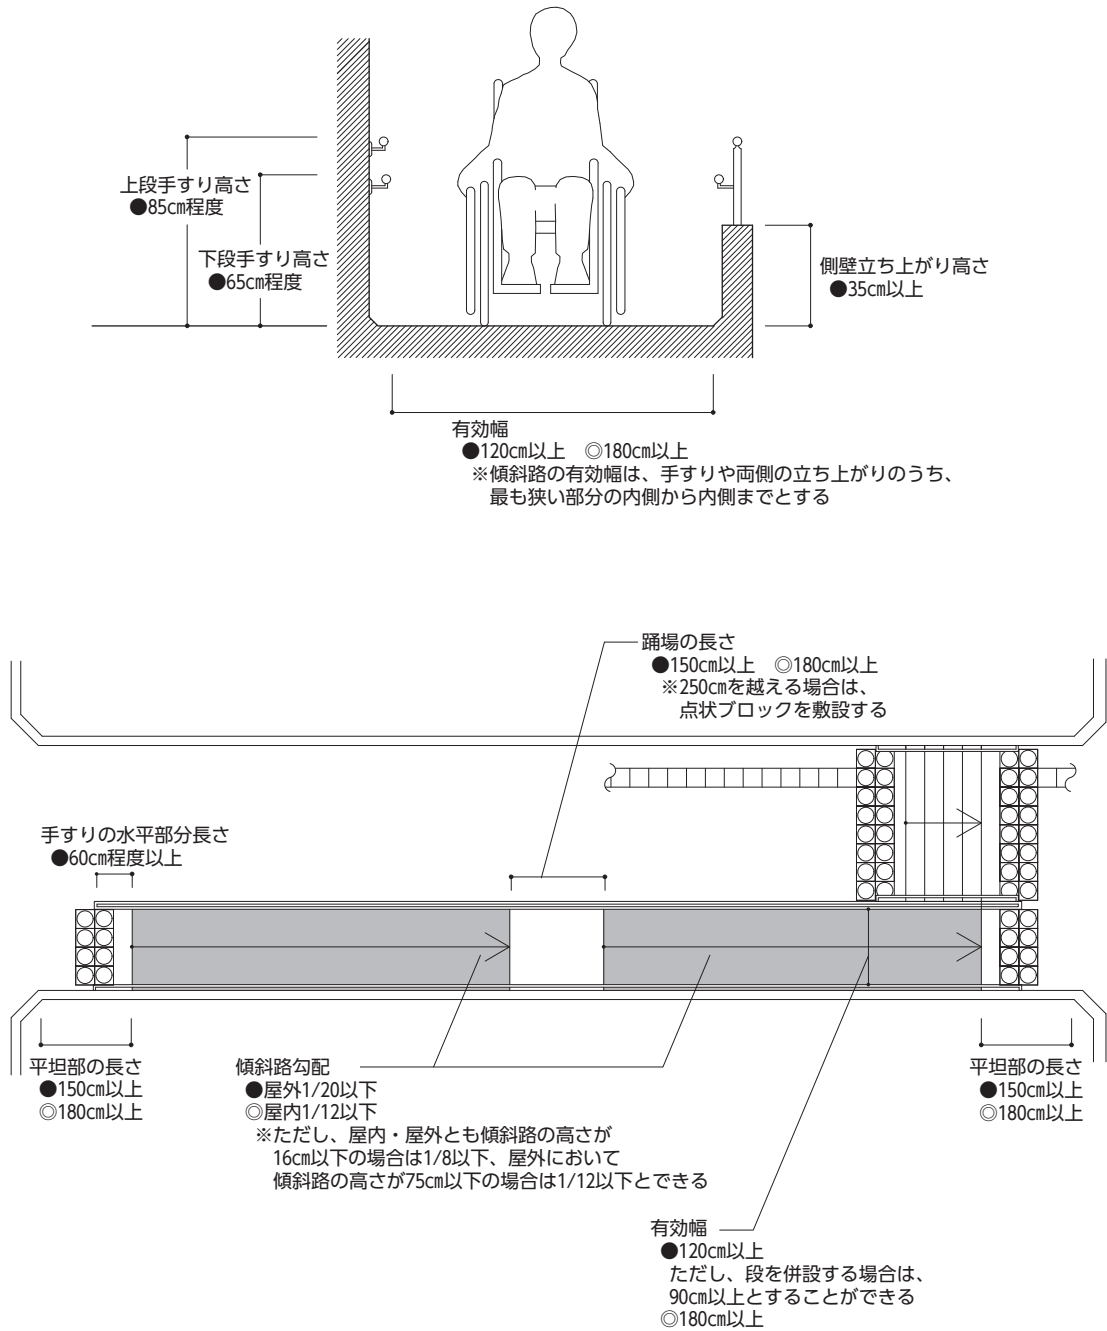 上段手すり高さ
●85㎝程度
下段手すり高さ
●65㎝程度
側壁立ち上がり高さ
●35㎝以上
有効幅
●120㎝以上 ◎180㎝以上
※傾斜路の有効幅は、手すりや両側の立ち上がりのうち、
最も狭い部分の内側から内側までとする
踊場の長さ
●150㎝以上 ◎180㎝以上
※250㎝を越える場合は、
点状ブロックを敷設する
手すりの水平部分長さ
●60㎝程度以上
平坦部の長さ
●150㎝以上
◎180㎝以上
傾斜路勾配
●屋外1/20以下
◎屋内1/12以下
※ただし、屋内・屋外とも傾斜路の高さが
16㎝以下の場合は1/8以下、屋外において
傾斜路の高さが75㎝以下の場合は1/12以下とできる
平坦部の長さ
●150㎝以上
◎180㎝以上
有効幅
●120㎝以上
ただし、段を併設する場合は、
90㎝以上とすることができる
◎180㎝以上